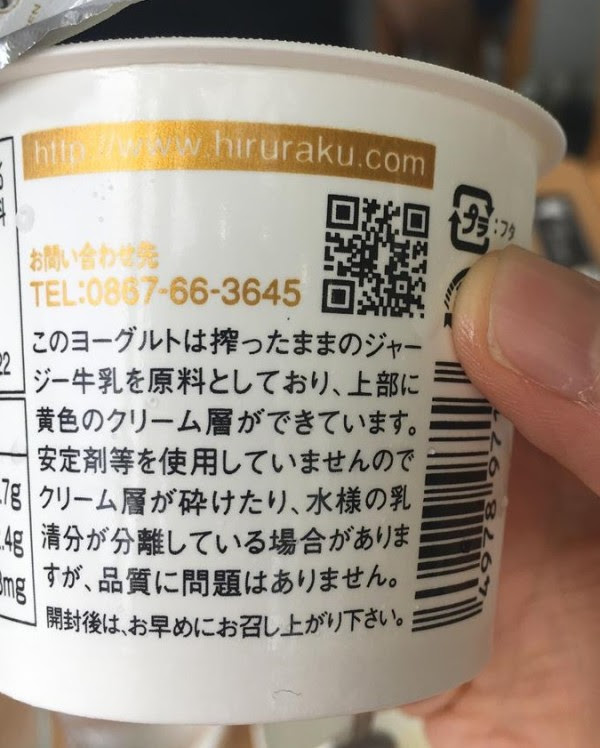 http://www.hiruraku.com
お問い合わせ先
TEL:0867-66-3645
プラ:フタ
このヨーグルトは搾ったままのジャー
ジー牛乳を原料としており、上部に
黄色のクリーム層ができています。
安定剤等を使用していませんので
クリーム層が砕けたり、水様の乳
清分が分離している場合がありま
すが、品質に問題はありません。
開封後は、お早めにお召し上がり下さい。
22
.7g
.4g
mg
4978 977